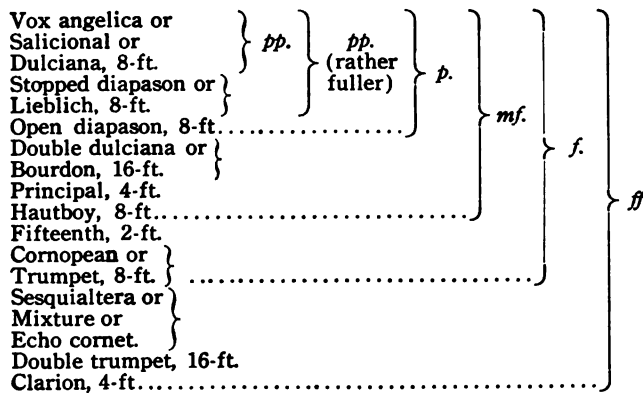 Vox angelica or
Salicional or
Dulciana, 8-ft.
pp.
pp.
(rather
fuller)
p.
Stopped diapason or
Lieblich, 8-ft.
Open diapason, 8-ft.
mf.
Double dulciana or
Bourdon, 16-ft.
f.
Principal, 4-ft.
Hautboy, 8-ft.
ff
Fifteenth, 2-ft.
Cornopean or
Trumpet, 8-ft.
Sesquialtera or
Mixture or
Echo cornet.
Double trumpet, 16-ft.
Clarion, 4-ft.